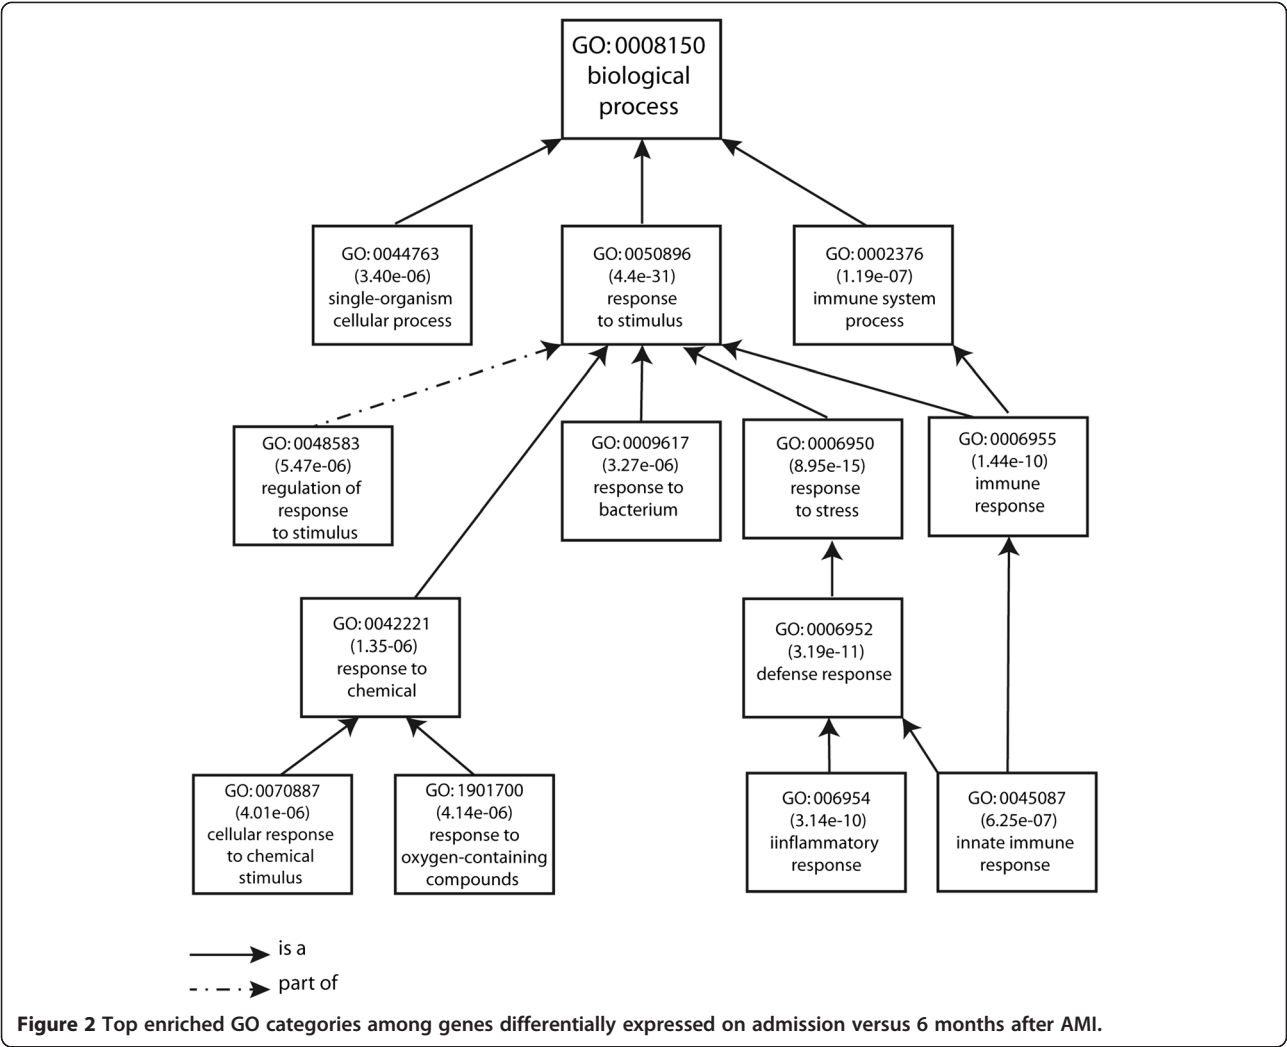 GO:0008150
biological
process
GO:0044763
(3.40e-06)
single-organism
cellular process
GO:0050896
(4.4e-31)
response
to stimulus
GO:0002376
(1.19e-07)
immune system
process
GO:0048583
(5.47e-06)
regulation of
response
to stimulus
GO:0009617
(3.27e-06)
response to
bacterium
GO:0006950
(8.95e-15)
response
to stress
GO:0006955
(1.44e-10)
immune
response
GO:0042221
(1.35-06)
response to
chemical
GO:0006952
(3.19e-11)
defense response
GO:0070887
(4.01e-06)
cellular response
to chemical
stimulus
GO:1901700
(4.14e-06)
response to
oxygen-containing
compounds
GO:006954
(3.14e-10)
iinflammatory
response
GO:0045087
(6.25e-07)
innate immune
response
is a
part of
Figure 2 Top enriched GO categories among genes differentially expressed on admission versus 6 months after AMI.